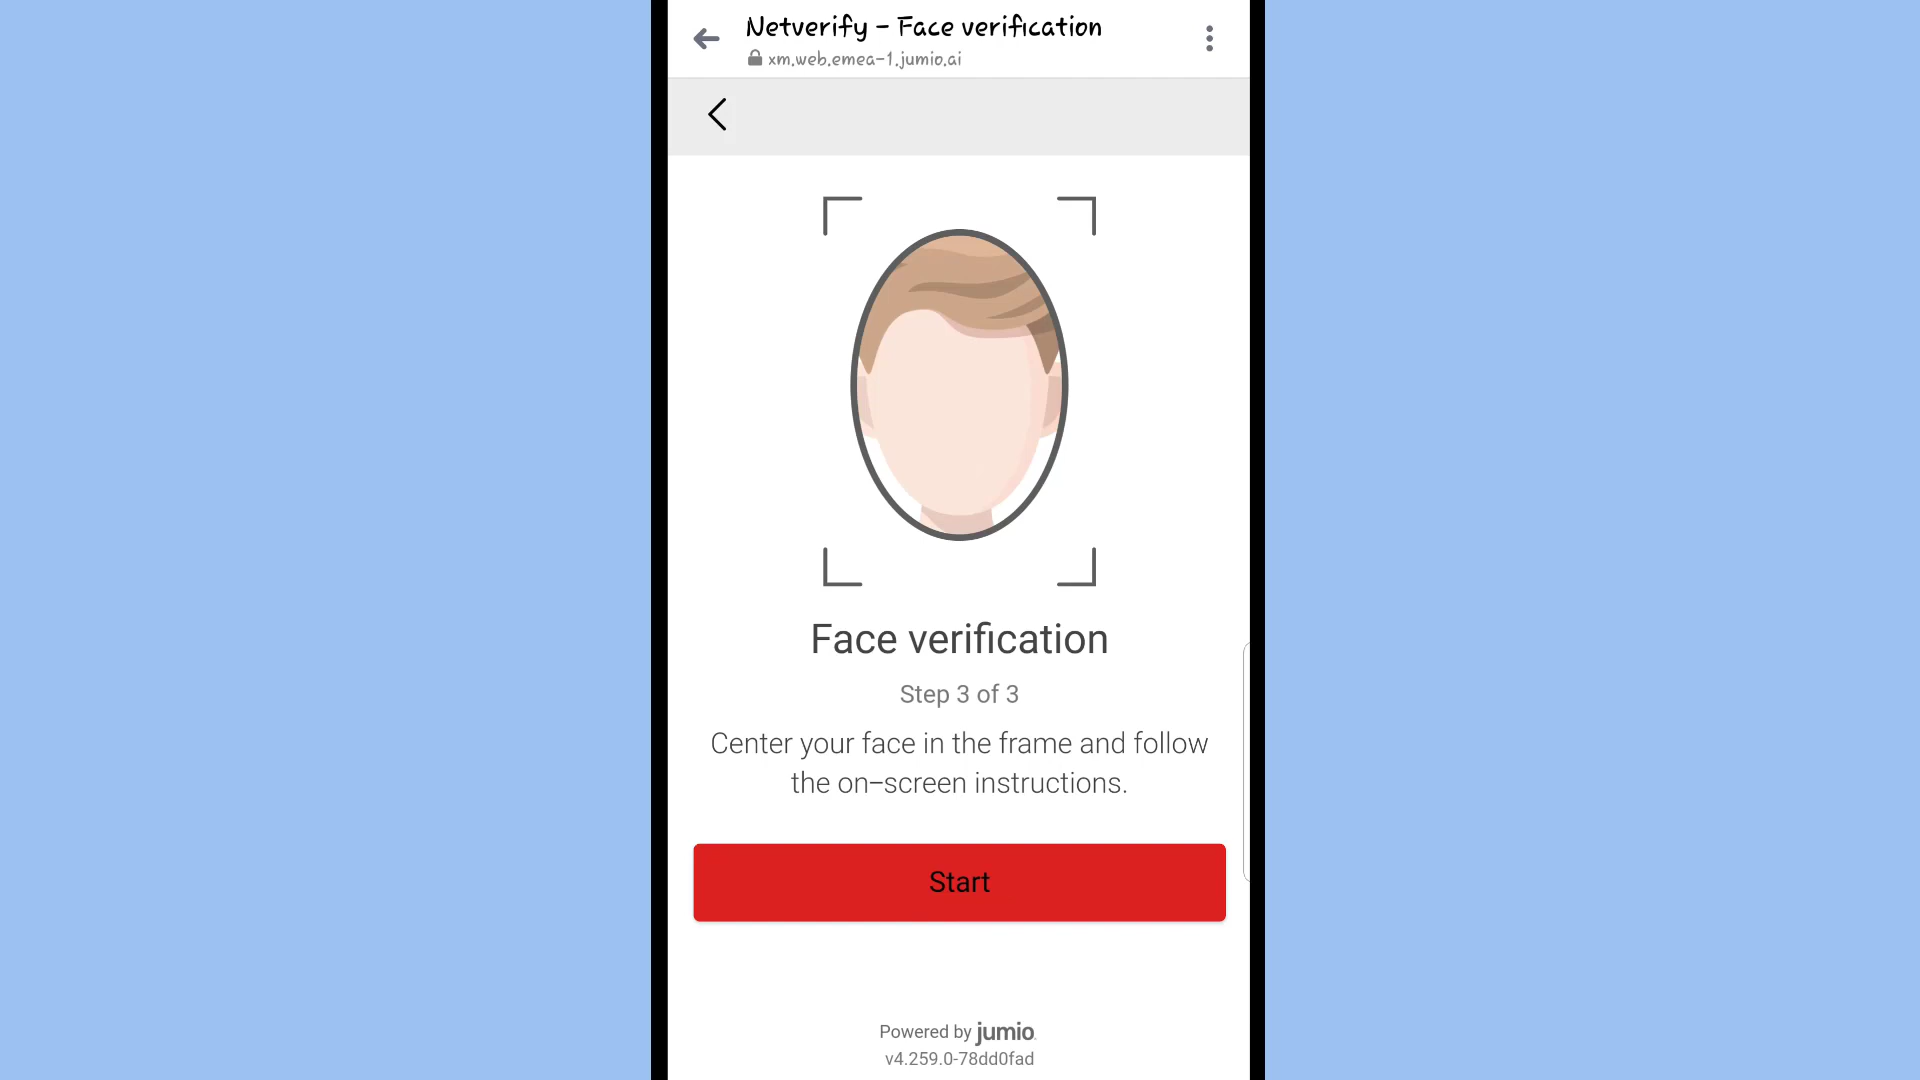 Netverify - Face verification
xm.web.emea-1.jumio.ai
Face verification
Step 3 of 3
Center your face in the frame and follow
the on-screen instructions.
Start
Powered by jumio.
v4.259.0-78dd0fad